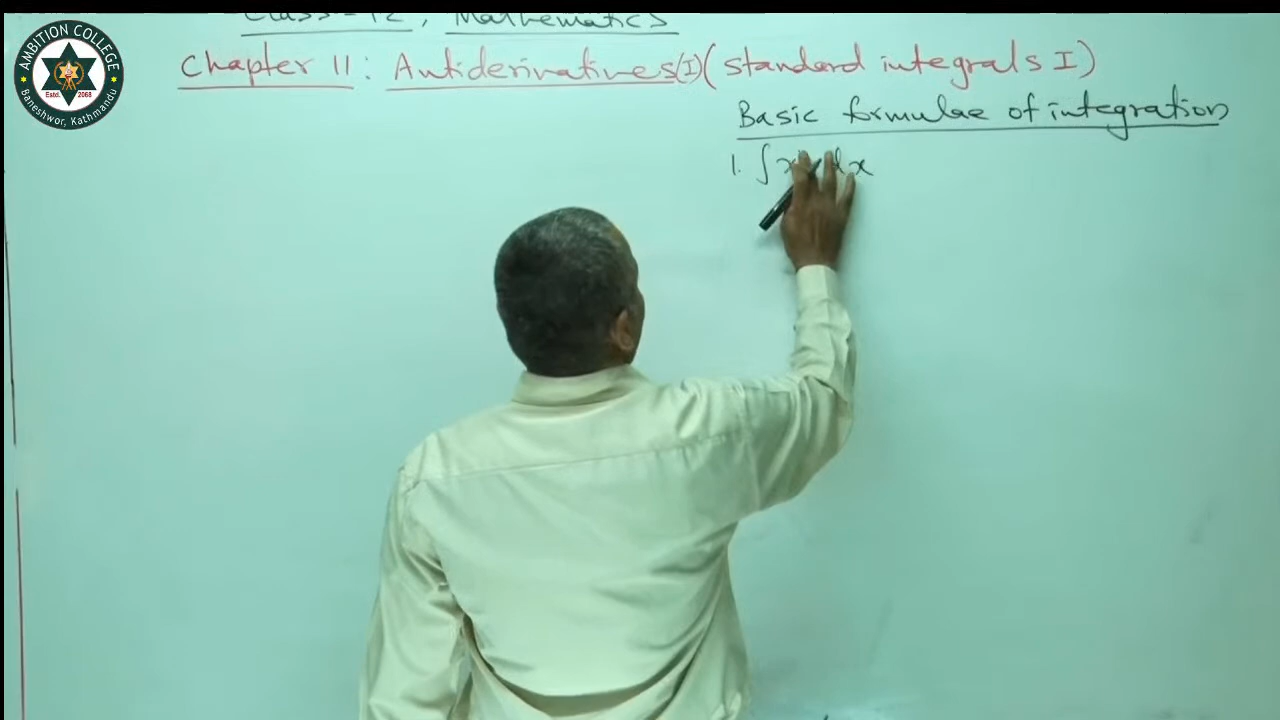 Class-12, Mathematics
AMBITION COLLEGE
Estd. 2068
Baneshwor, Kathmandu
Chapter 11: Antiderivatives(I)(standard integrals I)
Basic formulae of integration
1. ∫x dx